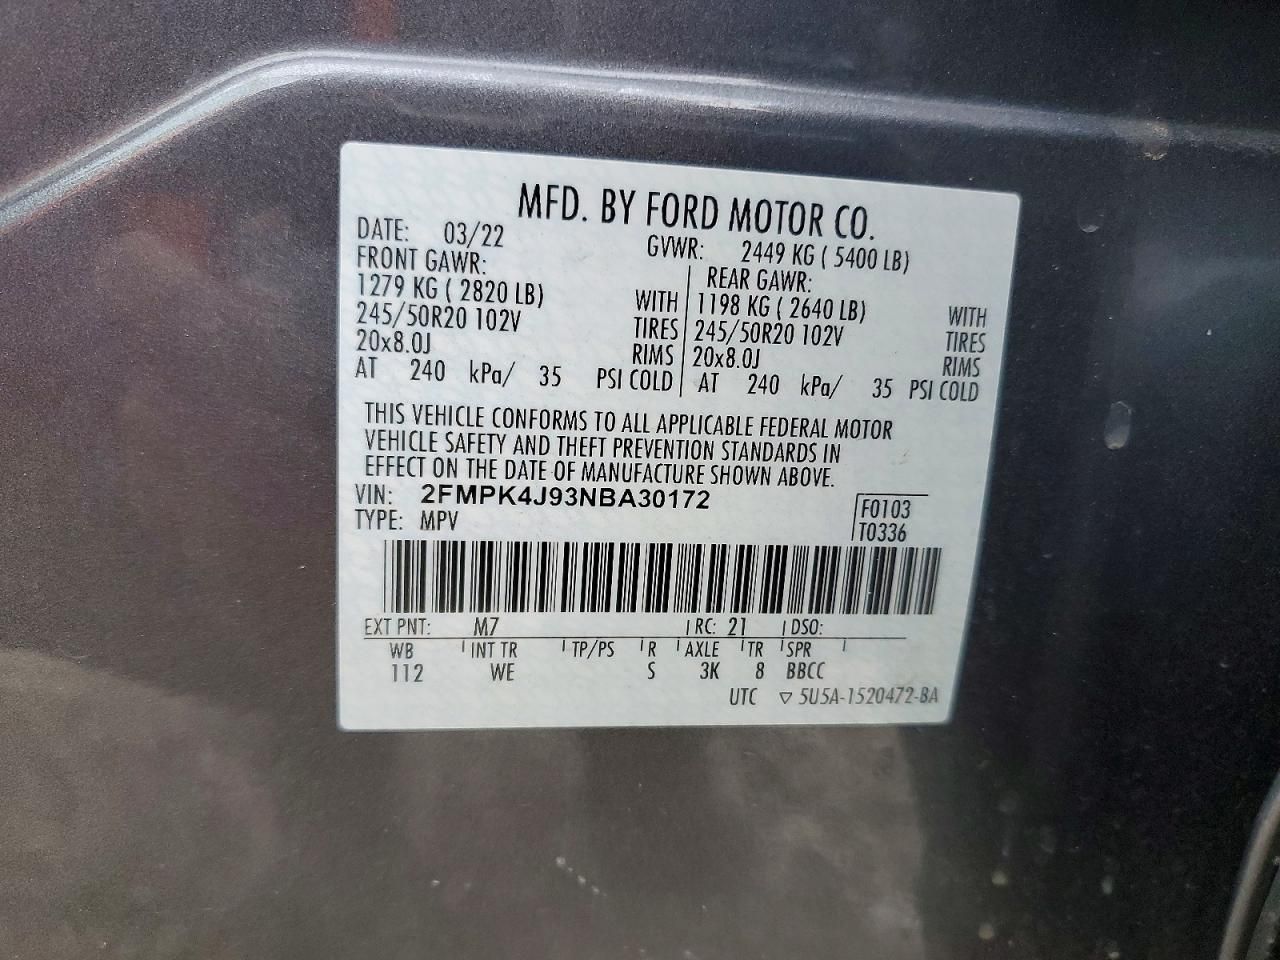 MFD. BY FORD MOTOR CO.
DATE: 03/22 GVWR: 2449 KG ( 5400 LB)
FRONT GAWR: REAR GAWR:
1279 KG ( 2820 LB) WITH 1198 KG ( 2640 LB) WITH
245/50R20 102V TIRES 245/50R20 102V TIRES
20x8.0J RIMS 20x8.0J RIMS
AT 240 kPa/ 35 PSI COLD AT 240 kPa/ 35 PSI COLD
THIS VEHICLE CONFORMS TO ALL APPLICABLE FEDERAL MOTOR
VEHICLE SAFETY AND THEFT PREVENTION STANDARDS IN
EFFECT ON THE DATE OF MANUFACTURE SHOWN ABOVE.
VIN: 2FMPK4J93NBA30172 F0103
TYPE: MPV T0336
EXT PNT: M7 RC: 21 DSO:
WB INT TR TP/PS R AXLE TR SPR
112 WE S 3K 8 BBCC
UTC ▽ 5U5A-1520472-BA